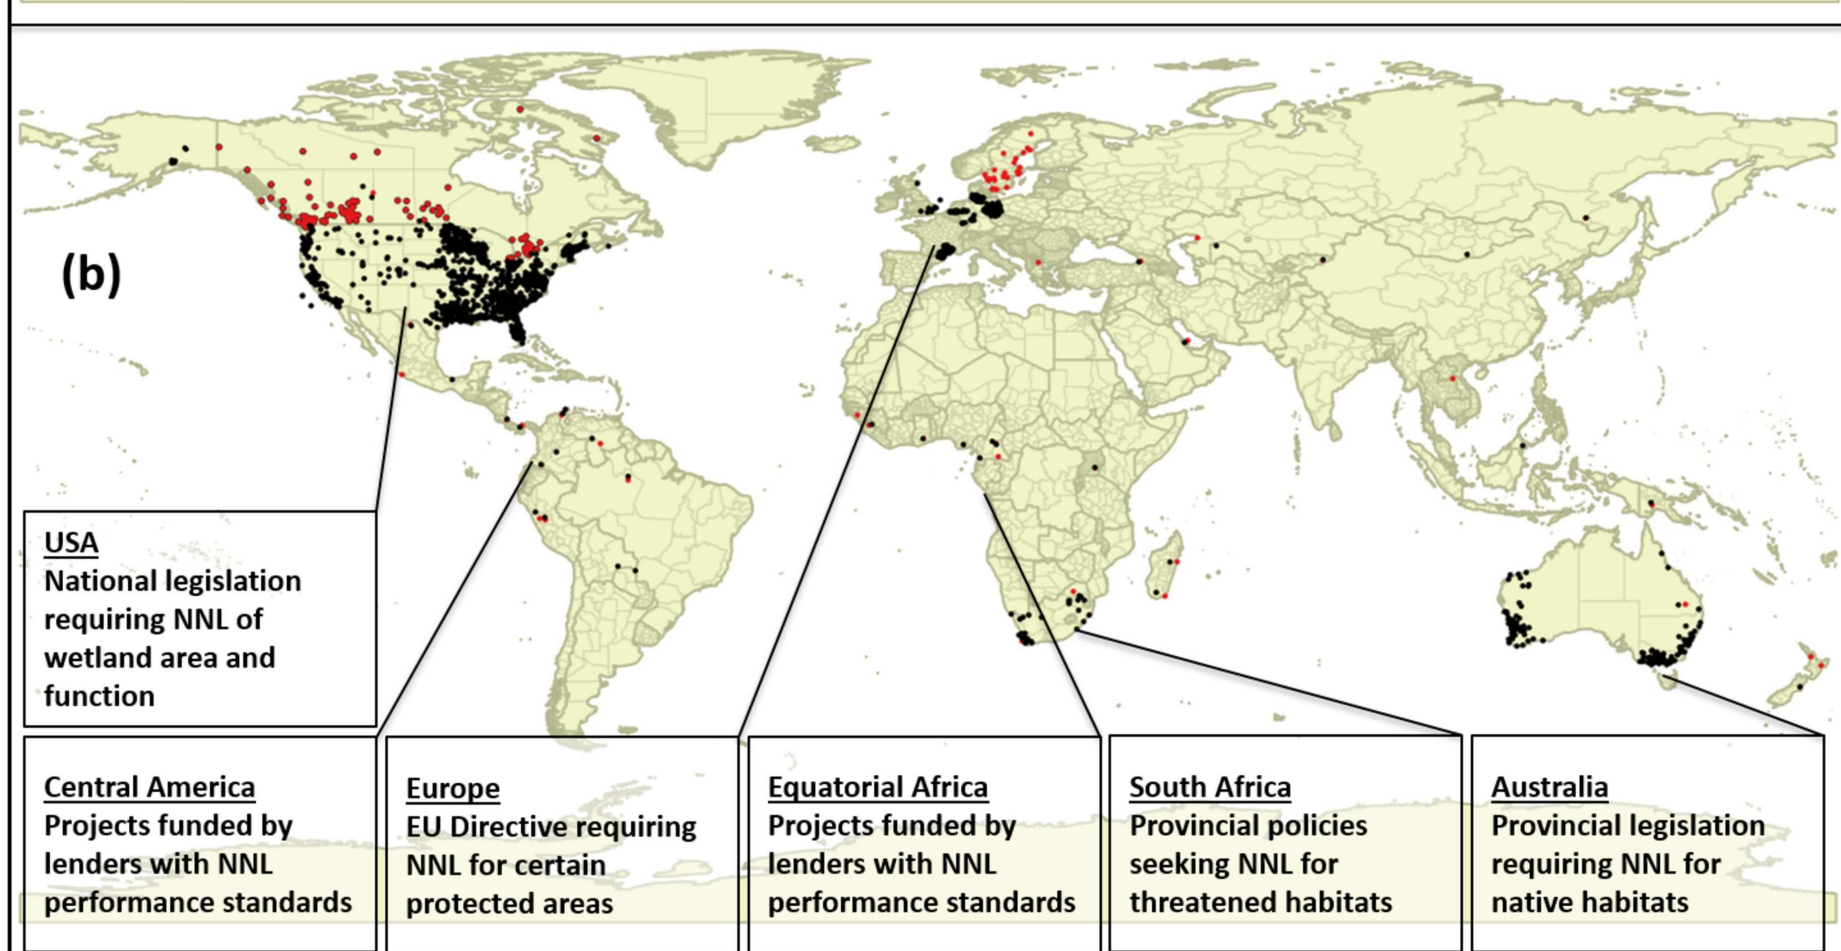 (b)
USA
National legislation
requiring NNL of
wetland area and
function
Central America
Projects funded by
lenders with NNL
performance standards
Europe
EU Directive requiring
NNL for certain
protected areas
Equatorial Africa
Projects funded by
lenders with NNL
performance standards
South Africa
Provincial policies
seeking NNL for
threatened habitats
Australia
Provincial legislation
requiring NNL for
native habitats